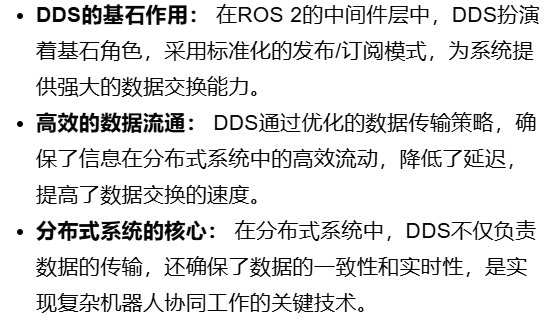 • DDS的基石作用： 在ROS 2的中间件层中，DDS扮演
着基石角色，采用标准化的发布/订阅模式，为系统提
供强大的数据交换能力。
• 高效的数据流通： DDS通过优化的数据传输策略，确
保了信息在分布式系统中的高效流动，降低了延迟，
提高了数据交换的速度。
• 分布式系统的核心： 在分布式系统中，DDS不仅负责
数据的传输，还确保了数据的一致性和实时性，是实
现复杂机器人协同工作的关键技术。